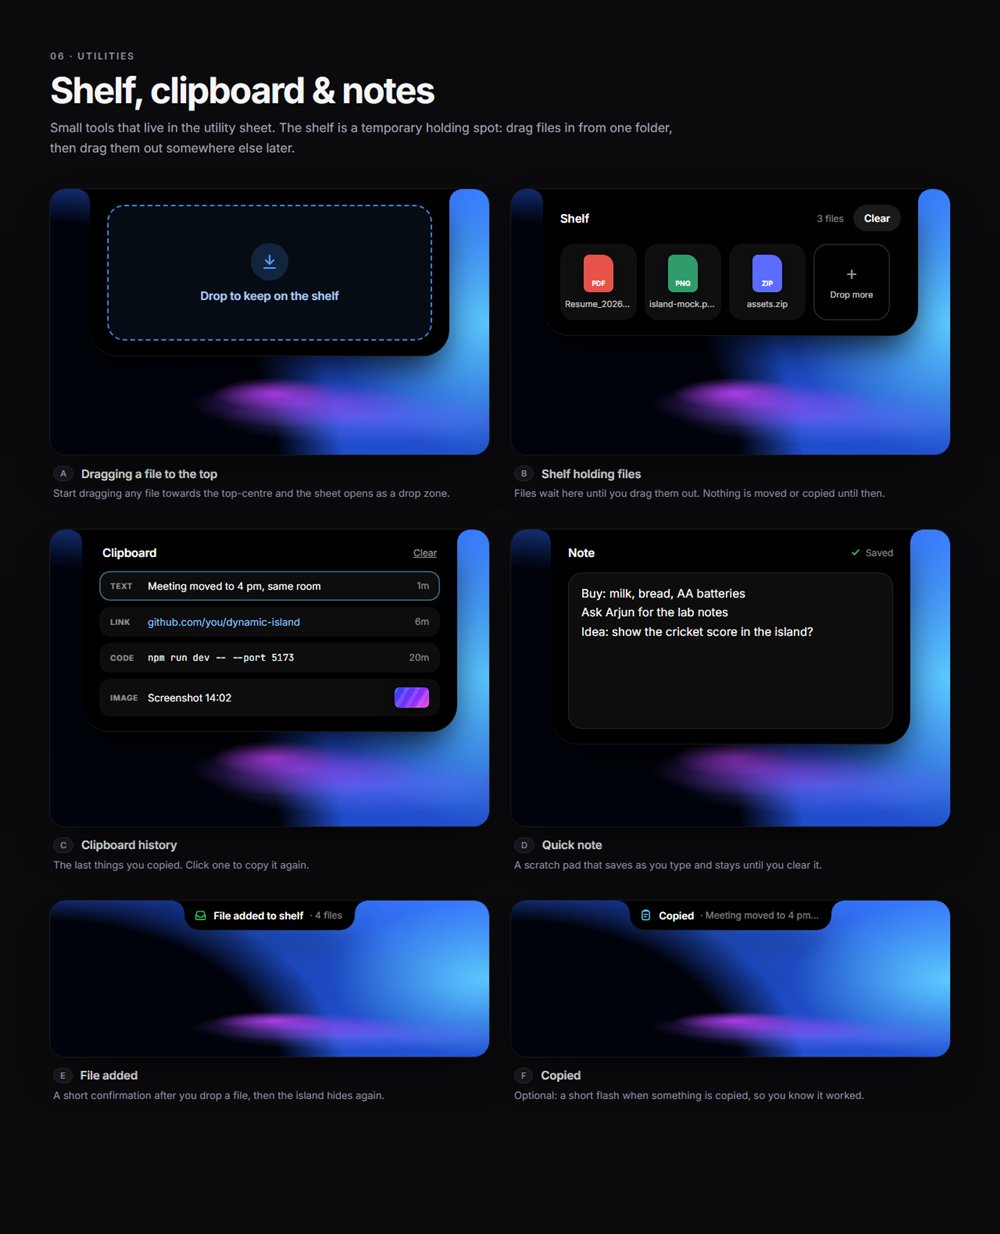 06 · UTILITIES
Shelf, clipboard & notes
Small tools that live in the utility sheet. The shelf is a temporary holding spot: drag files in from one folder,
then drag them out somewhere else later.
Drop to keep on the shelf
A Dragging a file to the top
Start dragging any file towards the top-centre and the sheet opens as a drop zone.
Shelf 3 files Clear
PDF PNG ZIP +
Resume_2026... island-mock.p... assets.zip Drop more
B Shelf holding files
Files wait here until you drag them out. Nothing is moved or copied until then.
Clipboard Clear
TEXT Meeting moved to 4 pm, same room 1m
LINK github.com/you/dynamic-island 6m
CODE npm run dev -- --port 5173 20m
IMAGE Screenshot 14:02
C Clipboard history
The last things you copied. Click one to copy it again.
Note Saved
Buy: milk, bread, AA batteries
Ask Arjun for the lab notes
Idea: show the cricket score in the island?
D Quick note
A scratch pad that saves as you type and stays until you clear it.
File added to shelf · 4 files
E File added
A short confirmation after you drop a file, then the island hides again.
Copied · Meeting moved to 4 pm...
F Copied
Optional: a short flash when something is copied, so you know it worked.